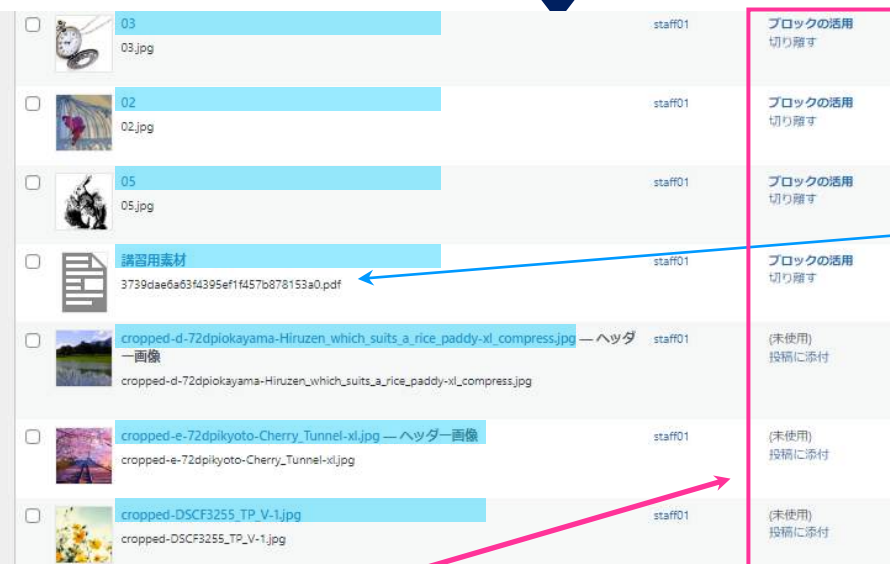 03 staff01 ブロックの活用
03.jpg 切り離す
02 staff01 ブロックの活用
02.jpg 切り離す
05 staff01 ブロックの活用
05.jpg 切り離す
講習用素材 staff01 ブロックの活用
3739dae6a63f4395ef1f457b878153a0.pdf 切り離す
cropped-d-72dpiokayama-Hiruzen_which_suits_a_rice_paddy-xl_compress.jpg — ヘッダ staff01 (未使用)
ー画像 投稿に添付
cropped-d-72dpiokayama-Hiruzen_which_suits_a_rice_paddy-xl_compress.jpg
cropped-e-72dpikyoto-Cherry_Tunnel-xl.jpg — ヘッダー画像 staff01 (未使用)
cropped-e-72dpikyoto-Cherry_Tunnel-xl.jpg 投稿に添付
cropped-DSCF3255_TP_V-1.jpg staff01 (未使用)
cropped-DSCF3255_TP_V-1.jpg 投稿に添付